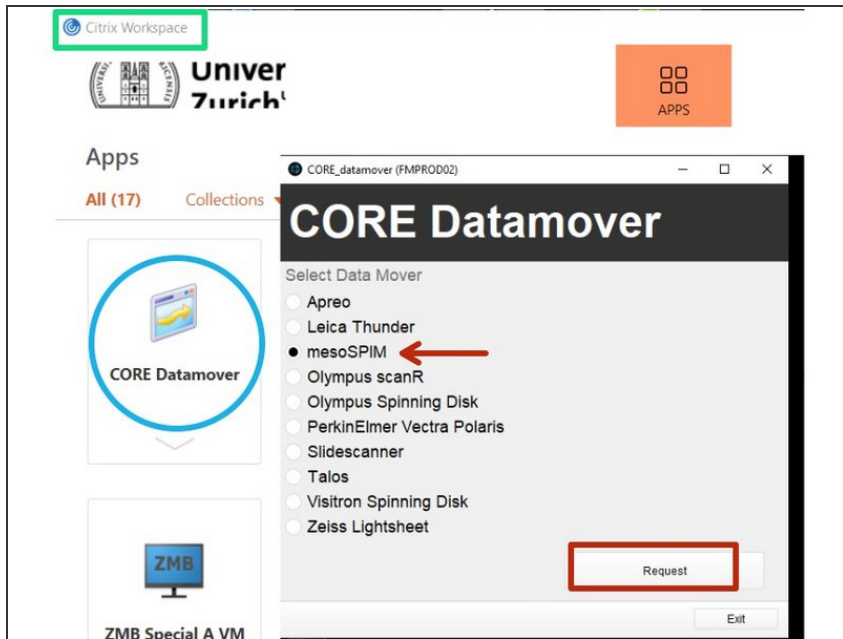 Citrix Workspace
Univer
Zurich
APPS
Apps
All (17)
Collections
CORE Datamover
ZMB
ZMB Special A VM
CORE_datamover (FMPROD02)
CORE Datamover
Select Data Mover
Apreo
Leica Thunder
mesoSPIM
Olympus scanR
Olympus Spinning Disk
PerkinElmer Vectra Polaris
Slidescanner
Talos
Visitron Spinning Disk
Zeiss Lightsheet
Request
Exit